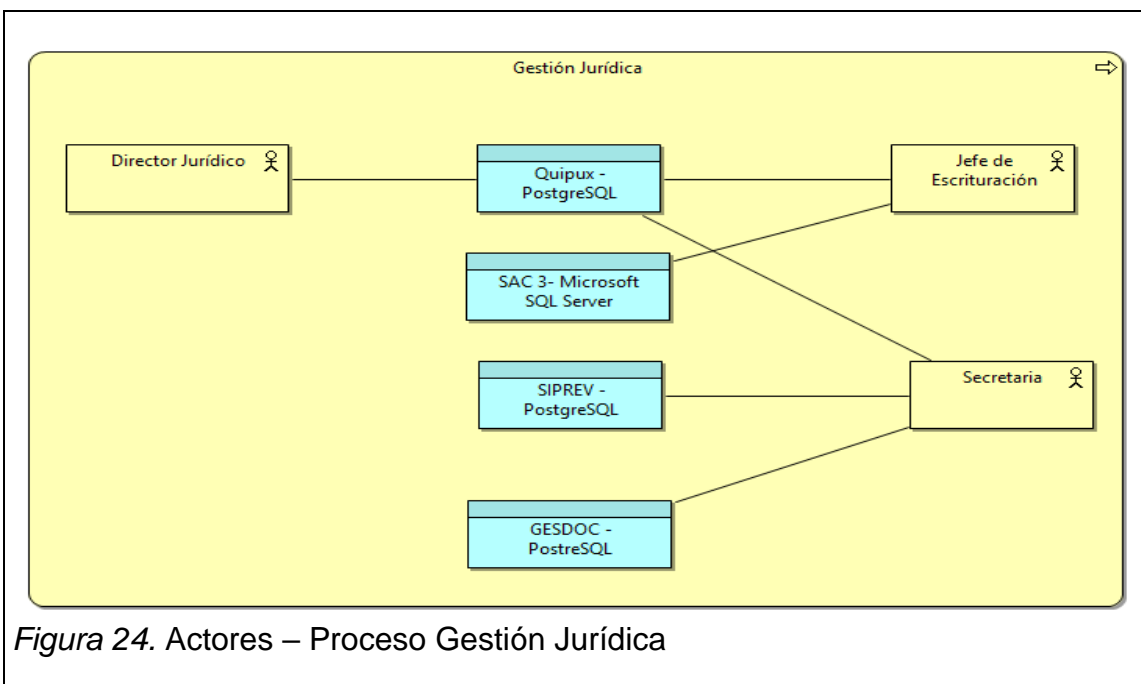 Gestión Jurídica
Director Jurídico
Quipux -
PostgreSQL
Jefe de
Escrituración
SAC 3- Microsoft
SQL Server
SIPREV -
PostgreSQL
Secretaria
GESDOC -
PostreSQL
Figura 24. Actores – Proceso Gestión Jurídica